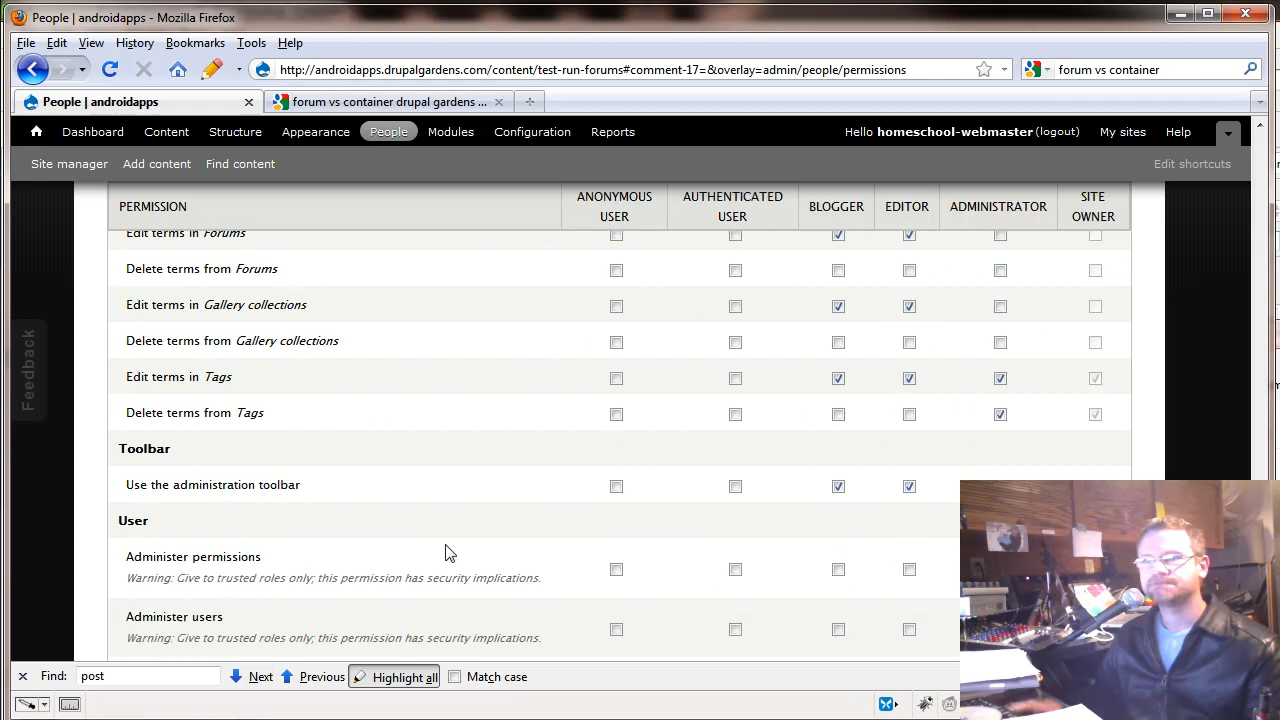 People | androidapps - Mozilla Firefox
File Edit View History Bookmarks Tools Help
http://androidapps.drupalgardens.com/content/test-run-forums#comment-17=&overlay=admin/people/permissions
forum vs container
People | androidapps
forum vs container drupal gardens ...
Dashboard Content Structure Appearance People Modules Configuration Reports
Hello homeschool-webmaster (logout) My sites Help
Site manager Add content Find content
Edit shortcuts
PERMISSION
ANONYMOUS USER
AUTHENTICATED USER
BLOGGER
EDITOR
ADMINISTRATOR
SITE OWNER
Edit terms in Forums
Delete terms from Forums
Edit terms in Gallery collections
Delete terms from Gallery collections
Edit terms in Tags
Delete terms from Tags
Toolbar
Use the administration toolbar
User
Administer permissions
Warning: Give to trusted roles only; this permission has security implications.
Administer users
Warning: Give to trusted roles only; this permission has security implications.
Feedback
Find: post Next Previous Highlight all Match case